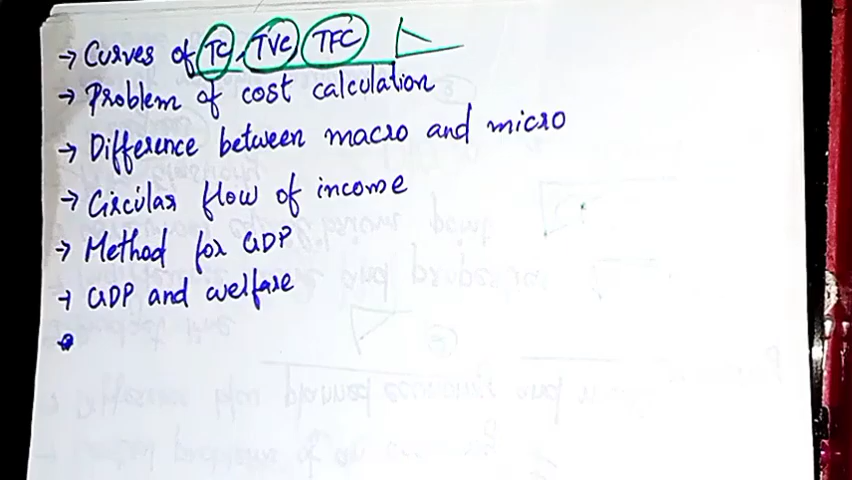 → Curves of TC, TVC, TFC
→ Problem of cost calculation
→ Difference between macro and micro
→ Circular flow of income
→ Method for GDP
→ GDP and welfare